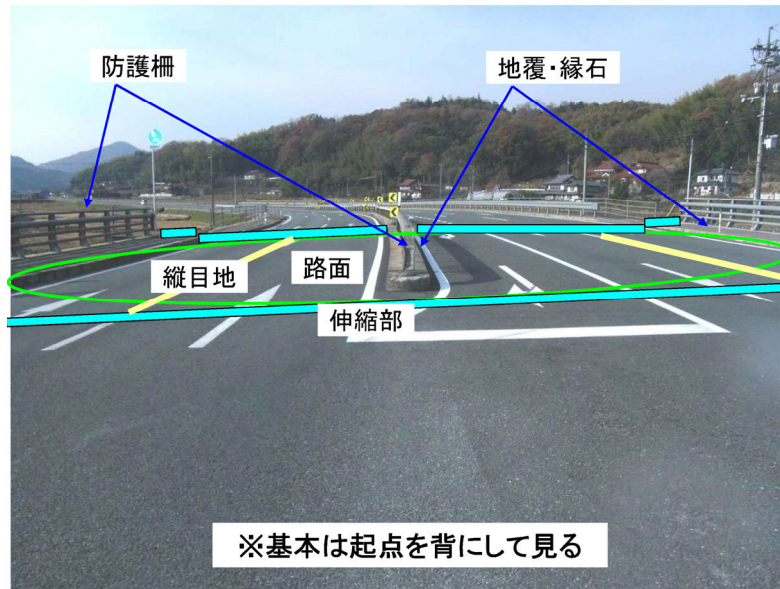 防護柵
地覆・縁石
縦目地
路面
伸縮部
※基本は起点を背にして見る